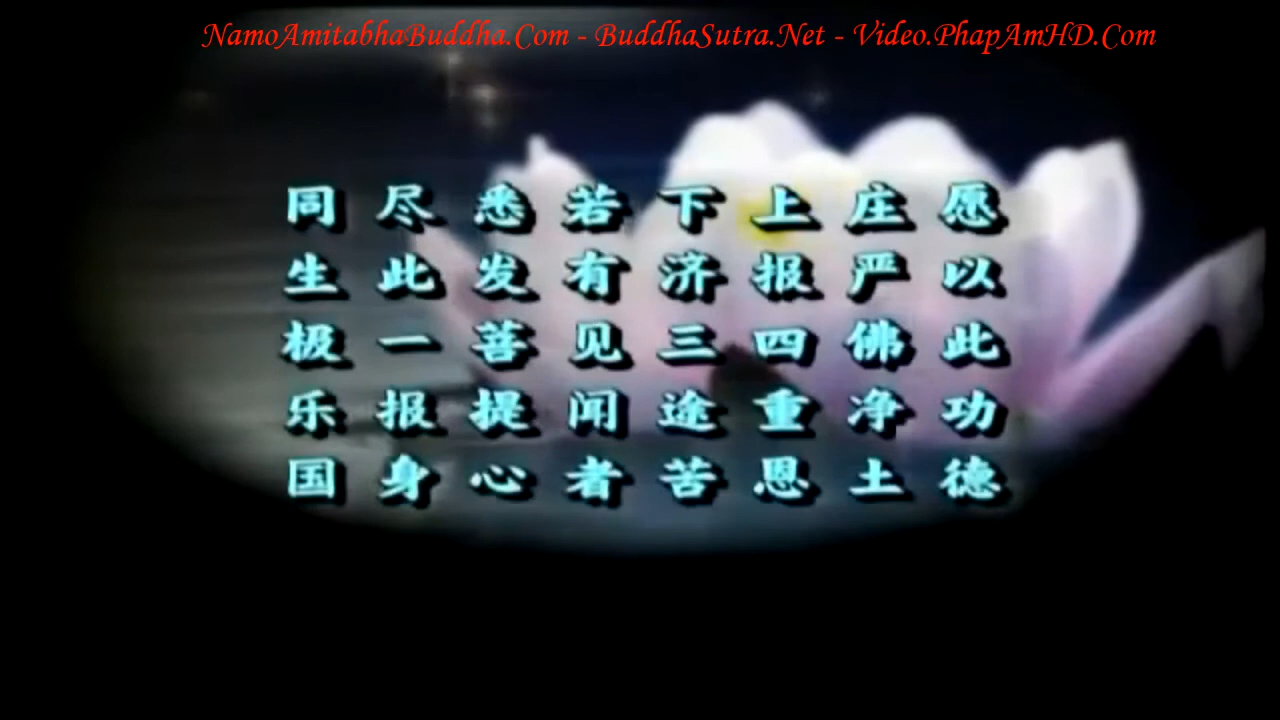 NamoAmitabhaBuddha.Com - BuddhaSutra.Net - Video.PhapAmHD.Com
愿以此功德
庄严佛净土
上报四重恩
下济三途苦
若有见闻者
悉发菩提心
尽此一报身
同生极乐国